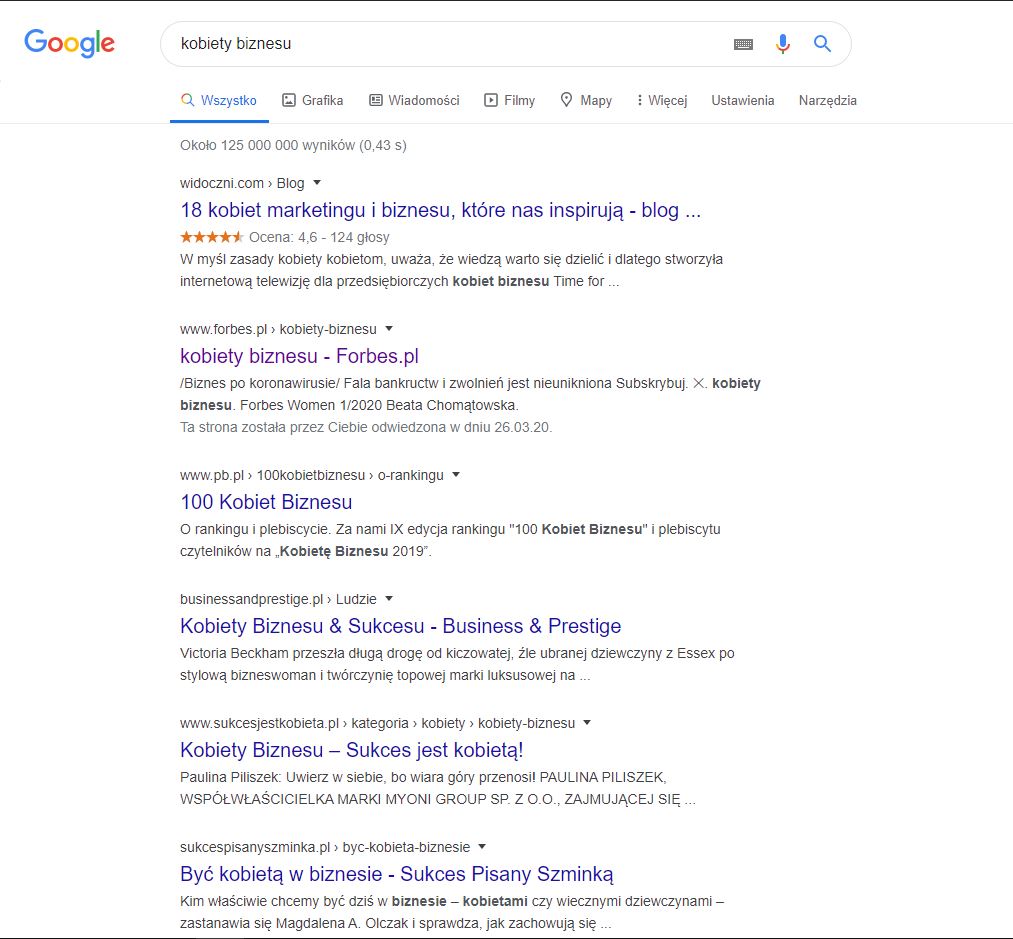 Google
kobiety biznesu
Wszystko Grafika Wiadomości Filmy Mapy Więcej Ustawienia Narzędzia
Około 125 000 000 wyników (0,43 s)
widoczni.com › Blog
18 kobiet marketingu i biznesu, które nas inspirują - blog ...
Ocena: 4,6 - 124 głosy
W myśl zasady kobiety kobietom, uważa, że wiedzą warto się dzielić i dlatego stworzyła
internetową telewizję dla przedsiębiorczych kobiet biznesu Time for ...
www.forbes.pl › kobiety-biznesu
kobiety biznesu - Forbes.pl
/Biznes po koronawirusie/ Fala bankructw i zwolnień jest nieunikniona Subskrybuj. ✕. kobiety
biznesu. Forbes Women 1/2020 Beata Chomątowska.
Ta strona została przez Ciebie odwiedzona w dniu 26.03.20.
www.pb.pl › 100kobietbiznesu › o-rankingu
100 Kobiet Biznesu
O rankingu i plebiscycie. Za nami IX edycja rankingu "100 Kobiet Biznesu" i plebiscytu
czytelników na „Kobietę Biznesu 2019”.
businessandprestige.pl › Ludzie
Kobiety Biznesu & Sukcesu - Business & Prestige
Victoria Beckham przeszła długą drogę od kiczowatej, źle ubranej dziewczyny z Essex po
stylową bizneswoman i twórczynię topowej marki luksusowej na ...
www.sukcesjestkobieta.pl › kategoria › kobiety › kobiety-biznesu
Kobiety Biznesu – Sukces jest kobietą!
Paulina Piliszek: Uwierz w siebie, bo wiara góry przenosi! PAULINA PILISZEK,
WSPÓŁWŁAŚCICIELKA MARKI MYONI GROUP SP. Z O.O., ZAJMUJĄCEJ SIĘ ...
sukcespisanyszminka.pl › byc-kobieta-biznesie
Być kobietą w biznesie - Sukces Pisany Szminką
Kim właściwie chcemy być dziś w biznesie – kobietami czy wiecznymi dziewczynami –
zastanawia się Magdalena A. Olczak i sprawdza, jak zachowują się ...